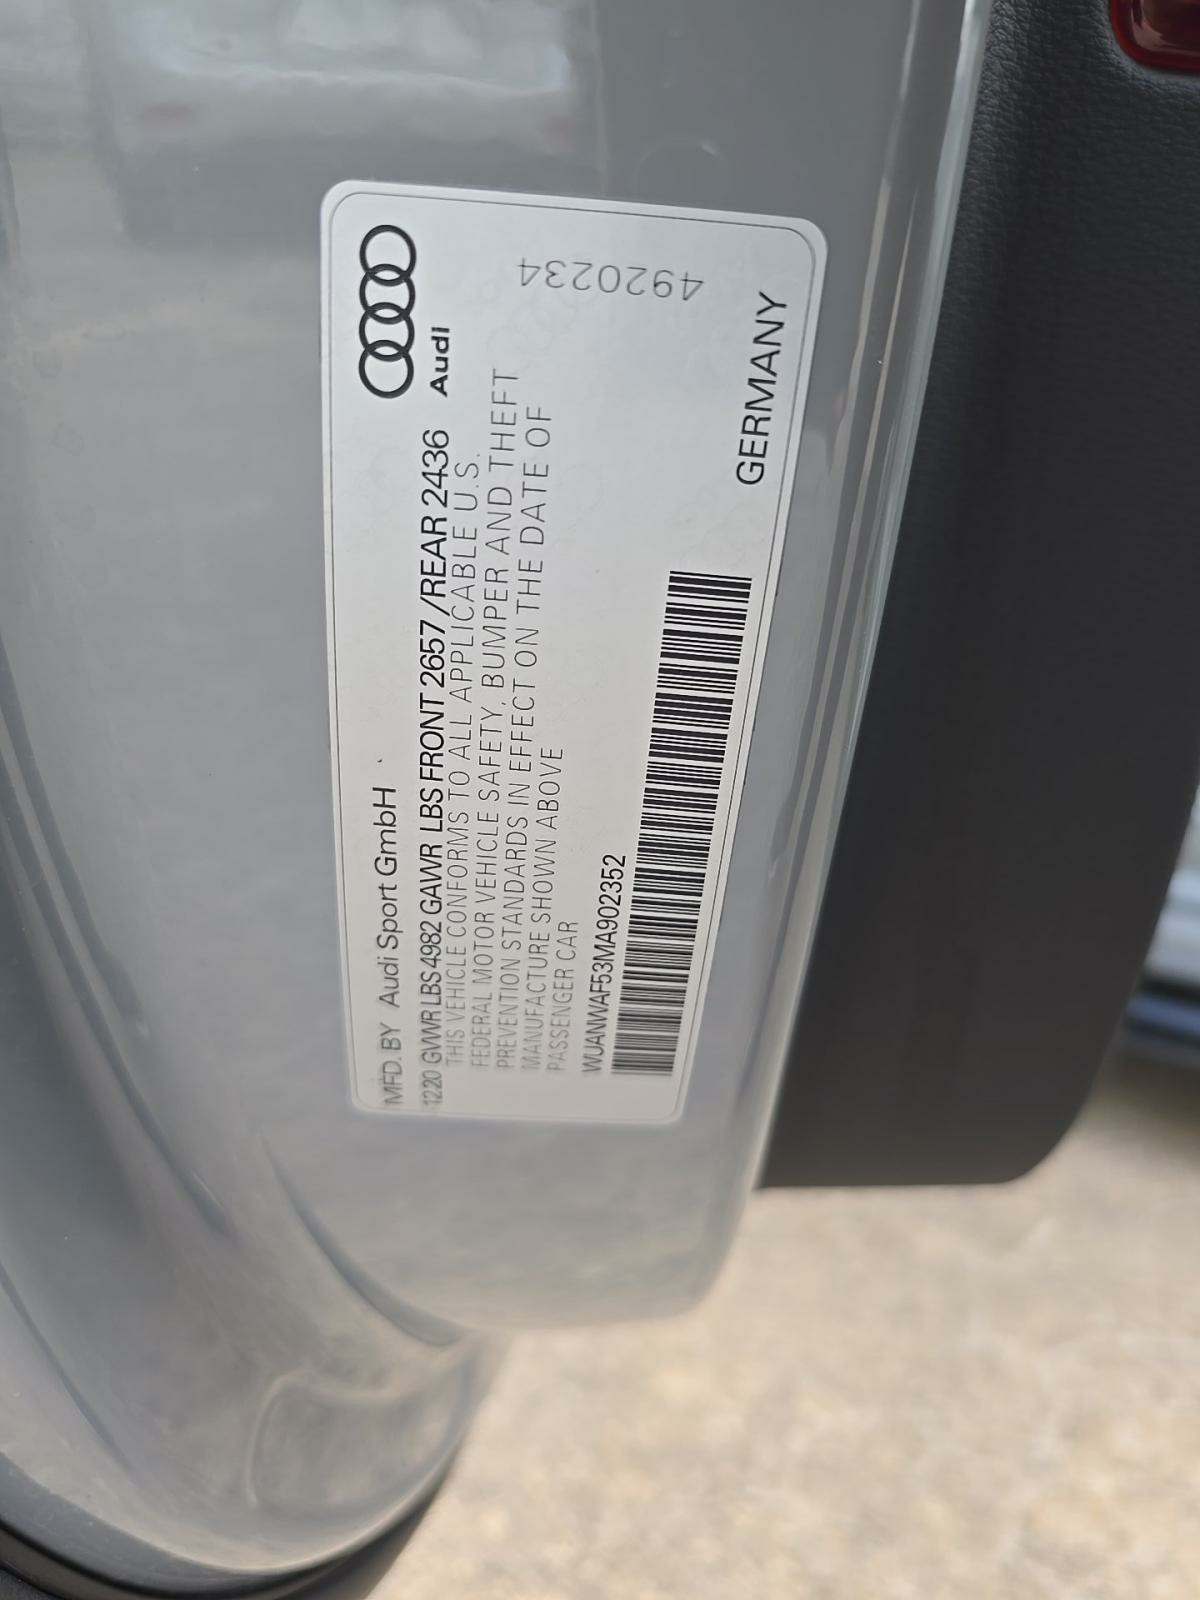 MFD. BY Audi Sport GmbH
Audi
12.20 GVWR LBS 4982 GAWR LBS FRONT 2657 /REAR 2436
THIS VEHICLE CONFORMS TO ALL APPLICABLE U.S.
FEDERAL MOTOR VEHICLE SAFETY, BUMPER AND THEFT
PREVENTION STANDARDS IN EFFECT ON THE DATE OF
MANUFACTURE SHOWN ABOVE
PASSENGER CAR
WUANWAF53MA902352
4920234
GERMANY